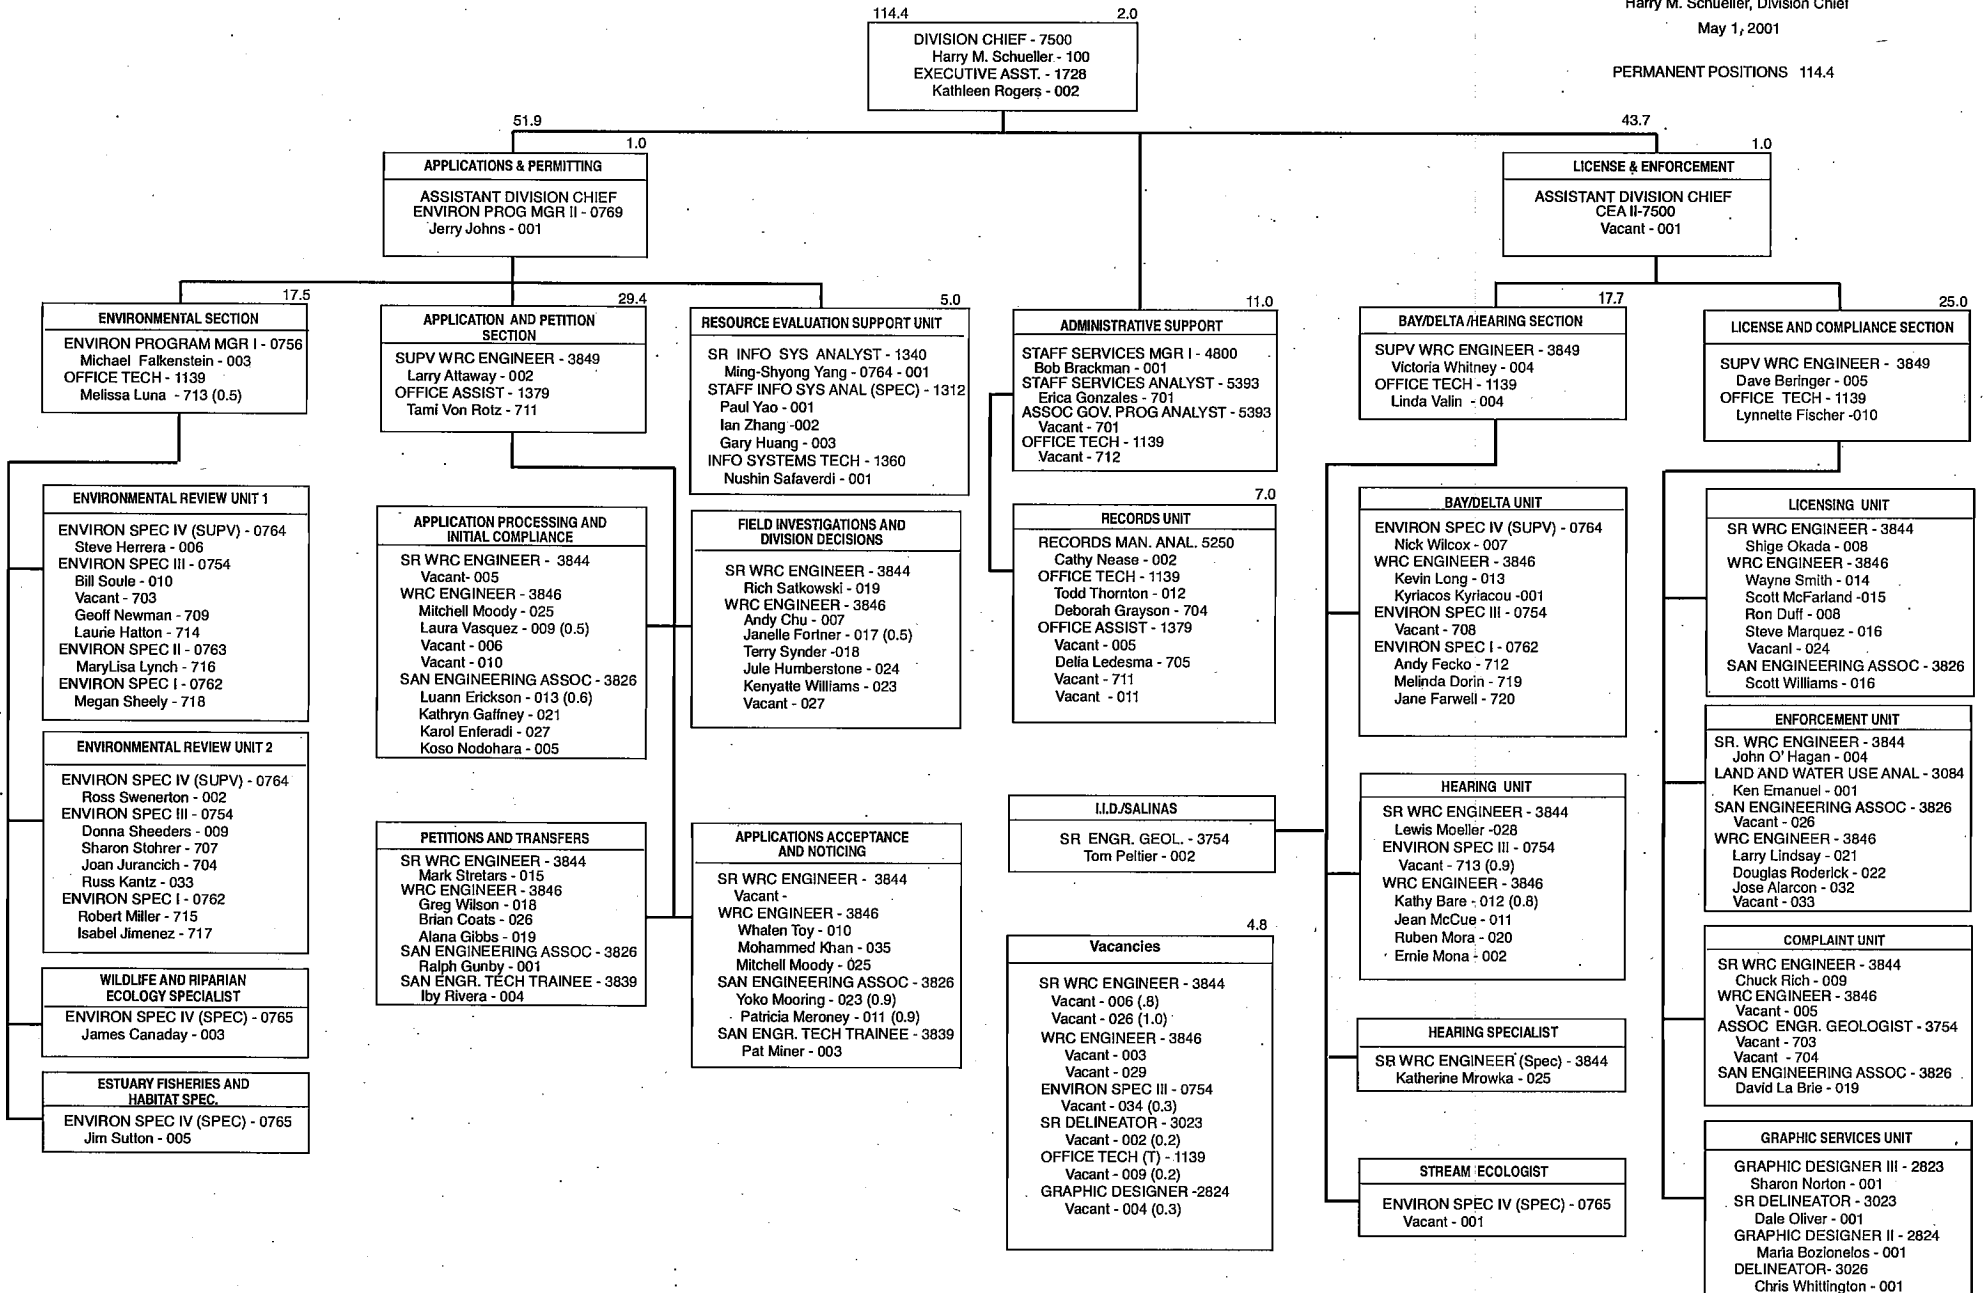 Harry M. Schueller, Division Chief
May 1, 2001
PERMANENT POSITIONS 114.4
114.4
2.0
DIVISION CHIEF - 7500
Harry M. Schueller - 100
EXECUTIVE ASST. - 1728
Kathleen Rogers - 002
51.9
1.0
APPLICATIONS & PERMITTING
ASSISTANT DIVISION CHIEF
ENVIRON PROG MGR II - 0769
Jerry Johns - 001
43.7
1.0
LICENSE & ENFORCEMENT
ASSISTANT DIVISION CHIEF
CEA II-7500
Vacant - 001
17.5
ENVIRONMENTAL SECTION
ENVIRON PROGRAM MGR I - 0756
Michael Falkenstein - 003
OFFICE TECH - 1139
Melissa Luna - 713 (0.5)
29.4
APPLICATION AND PETITION
SECTION
SUPV WRC ENGINEER - 3849
Larry Attaway - 002
OFFICE ASSIST - 1379
Tami Von Rotz - 711
5.0
RESOURCE EVALUATION SUPPORT UNIT
SR INFO SYS ANALYST - 1340
Ming-Shyong Yang - 0764 - 001
STAFF INFO SYS ANAL (SPEC) - 1312
Paul Yao - 001
Ian Zhang -002
Gary Huang - 003
INFO SYSTEMS TECH - 1360
Nushin Safaverdi - 001
11.0
ADMINISTRATIVE SUPPORT
STAFF SERVICES MGR I - 4800
Bob Brackman - 001
STAFF SERVICES ANALYST - 5393
Erica Gonzales - 701
ASSOC GOV. PROG ANALYST - 5393
Vacant - 701
OFFICE TECH - 1139
Vacant - 712
17.7
BAY/DELTA /HEARING SECTION
SUPV WRC ENGINEER - 3849
Victoria Whitney - 004
OFFICE TECH - 1139
Linda Valin - 004
25.0
LICENSE AND COMPLIANCE SECTION
SUPV WRC ENGINEER - 3849
Dave Beringer - 005
OFFICE TECH - 1139
Lynnette Fischer -010
ENVIRONMENTAL REVIEW UNIT 1
ENVIRON SPEC IV (SUPV) - 0764
Steve Herrera - 006
ENVIRON SPEC III - 0754
Bill Soule - 010
Vacant - 703
Geoff Newman - 709
Laurie Hatton - 714
ENVIRON SPEC II - 0763
MaryLisa Lynch - 716
ENVIRON SPEC I - 0762
Megan Sheely - 718
ENVIRONMENTAL REVIEW UNIT 2
ENVIRON SPEC IV (SUPV) - 0764
Ross Swenerton - 002
ENVIRON SPEC III - 0754
Donna Sheeders - 009
Sharon Stohrer - 707
Joan Jurancich - 704
Russ Kantz - 033
ENVIRON SPEC I - 0762
Robert Miller - 715
Isabel Jimenez - 717
WILDLIFE AND RIPARIAN
ECOLOGY SPECIALIST
ENVIRON SPEC IV (SPEC) - 0765
James Canaday - 003
ESTUARY FISHERIES AND
HABITAT SPEC.
ENVIRON SPEC IV (SPEC) - 0765
Jim Sutton - 005
APPLICATION PROCESSING AND
INITIAL COMPLIANCE
SR WRC ENGINEER - 3844
Vacant- 005
WRC ENGINEER - 3846
Mitchell Moody - 025
Laura Vasquez - 009 (0.5)
Vacant - 006
Vacant - 010
SAN ENGINEERING ASSOC - 3826
Luann Erickson - 013 (0.6)
Kathryn Gaffney - 021
Karol Enferadi - 027
Koso Nodohara - 005
PETITIONS AND TRANSFERS
SR WRC ENGINEER - 3844
Mark Stretars - 015
WRC ENGINEER - 3846
Greg Wilson - 018
Brian Coats - 026
Alana Gibbs - 019
SAN ENGINEERING ASSOC - 3826
Ralph Gunby - 001
SAN ENGR. TECH TRAINEE - 3839
Iby Rivera - 004
FIELD INVESTIGATIONS AND
DIVISION DECISIONS
SR WRC ENGINEER - 3844
Rich Satkowski - 019
WRC ENGINEER - 3846
Andy Chu - 007
Janelle Fortner - 017 (0.5)
Terry Synder -018
Jule Humberstone - 024
Kenyatte Williams - 023
Vacant - 027
APPLICATIONS ACCEPTANCE
AND NOTICING
SR WRC ENGINEER - 3844
Vacant -
WRC ENGINEER - 3846
Whalen Toy - 010
Mohammed Khan - 035
Mitchell Moody - 025
SAN ENGINEERING ASSOC - 3826
Yoko Mooring - 023 (0.9)
Patricia Meroney - 011 (0.9)
SAN ENGR. TECH TRAINEE - 3839
Pat Miner - 003
7.0
RECORDS UNIT
RECORDS MAN. ANAL. 5250
Cathy Nease - 002
OFFICE TECH - 1139
Todd Thornton - 012
Deborah Grayson - 704
OFFICE ASSIST - 1379
Vacant - 005
Delia Ledesma - 705
Vacant - 711
Vacant - 011
I.I.D./SALINAS
SR ENGR. GEOL. - 3754
Tom Peltier - 002
4.8
Vacancies
SR WRC ENGINEER - 3844
Vacant - 006 (.8)
Vacant - 026 (1.0)
WRC ENGINEER - 3846
Vacant - 003
Vacant - 029
ENVIRON SPEC III - 0754
Vacant - 034 (0.3)
SR DELINEATOR - 3023
Vacant - 002 (0.2)
OFFICE TECH (T) - 1139
Vacant - 009 (0.2)
GRAPHIC DESIGNER -2824
Vacant - 004 (0.3)
BAY/DELTA UNIT
ENVIRON SPEC IV (SUPV) - 0764
Nick Wilcox - 007
WRC ENGINEER - 3846
Kevin Long - 013
Kyriacos Kyriacou -001
ENVIRON SPEC III - 0754
Vacant - 708
ENVIRON SPEC I - 0762
Andy Fecko - 712
Melinda Dorin - 719
Jane Farwell - 720
HEARING UNIT
SR WRC ENGINEER - 3844
Lewis Moeller -028
ENVIRON SPEC III - 0754
Vacant - 713 (0.9)
WRC ENGINEER - 3846
Kathy Bare - 012 (0.8)
Jean McCue - 011
Ruben Mora - 020
Ernie Mona - 002
HEARING SPECIALIST
SR WRC ENGINEER (Spec) - 3844
Katherine Mrowka - 025
STREAM ECOLOGIST
ENVIRON SPEC IV (SPEC) - 0765
Vacant - 001
LICENSING UNIT
SR WRC ENGINEER - 3844
Shige Okada - 008
WRC ENGINEER - 3846
Wayne Smith - 014
Scott McFarland -015
Ron Duff - 008
Steve Marquez - 016
Vacant - 024
SAN ENGINEERING ASSOC - 3826
Scott Williams - 016
ENFORCEMENT UNIT
SR. WRC ENGINEER - 3844
John O' Hagan - 004
LAND AND WATER USE ANAL - 3084
Ken Emanuel - 001
SAN ENGINEERING ASSOC - 3826
Vacant - 026
WRC ENGINEER - 3846
Larry Lindsay - 021
Douglas Roderick - 022
Jose Alarcon - 032
Vacant - 033
COMPLAINT UNIT
SR WRC ENGINEER - 3844
Chuck Rich - 009
WRC ENGINEER - 3846
Vacant - 005
ASSOC ENGR. GEOLOGIST - 3754
Vacant - 703
Vacant - 704
SAN ENGINEERING ASSOC - 3826
David La Brie - 019
GRAPHIC SERVICES UNIT
GRAPHIC DESIGNER III - 2823
Sharon Norton - 001
SR DELINEATOR - 3023
Dale Oliver - 001
GRAPHIC DESIGNER II - 2824
Maria Bozionelos - 001
DELINEATOR- 3026
Chris Whittington - 001